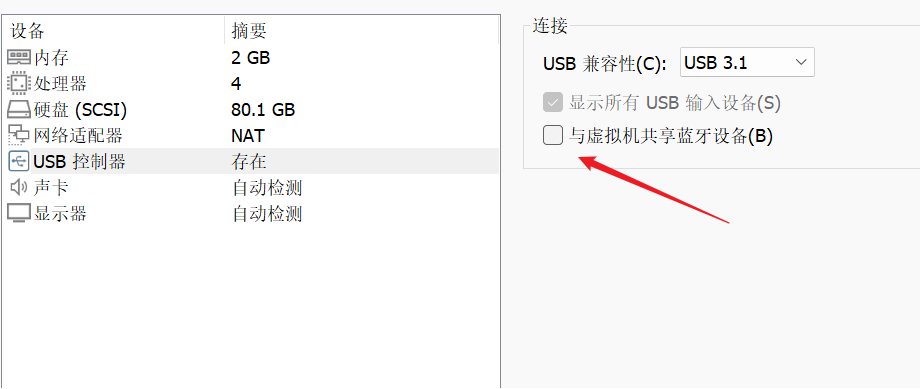 设备 摘要
内存 2 GB
处理器 4
硬盘 (SCSI) 80.1 GB
网络适配器 NAT
USB 控制器 存在
声卡 自动检测
显示器 自动检测
连接
USB 兼容性(C): USB 3.1
显示所有 USB 输入设备(S)
与虚拟机共享蓝牙设备(B)